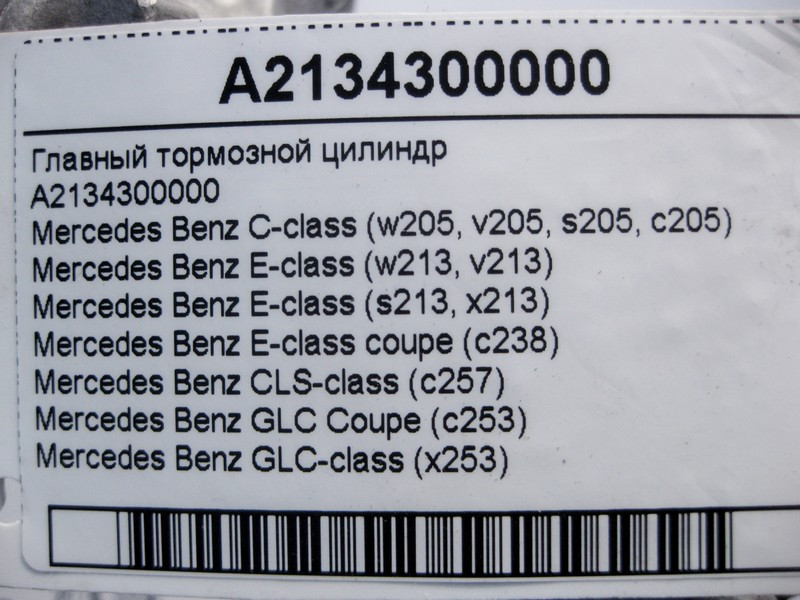 A2134300000
Главный тормозной цилиндр
A2134300000
Mercedes Benz C-class (w205, v205, s205, c205)
Mercedes Benz E-class (w213, v213)
Mercedes Benz E-class (s213, x213)
Mercedes Benz E-class coupe (c238)
Mercedes Benz CLS-class (c257)
Mercedes Benz GLC Coupe (c253)
Mercedes Benz GLC-class (x253)